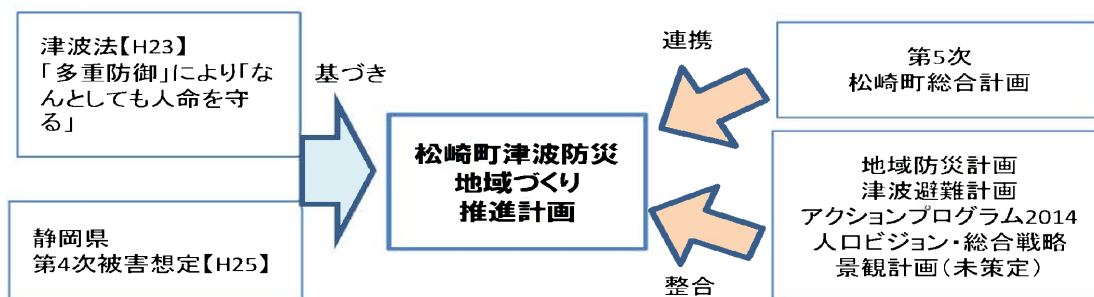 津波法【H23】
「多重防御」により「な
んとしても人命を守
る」
静岡県
第4次被害想定【H25】
基づき
松崎町津波防災
地域づくり
推進計画
連携
整合
第5次
松崎町総合計画
地域防災計画
津波避難計画
アクションプログラム2014
人口ビジョン・総合戦略
景観計画(未策定)